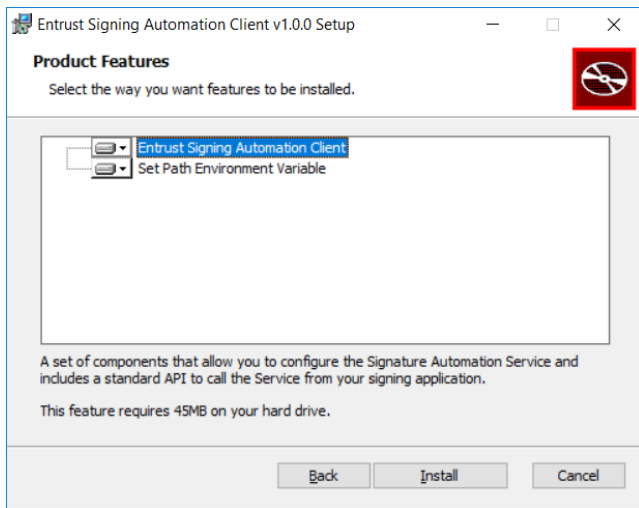 Entrust Signing Automation Client v1.0.0 Setup
Product Features
Select the way you want features to be installed.
Entrust Signing Automation Client
Set Path Environment Variable
A set of components that allow you to configure the Signature Automation Service and
includes a standard API to call the Service from your signing application.
This feature requires 45MB on your hard drive.
Back
Install
Cancel